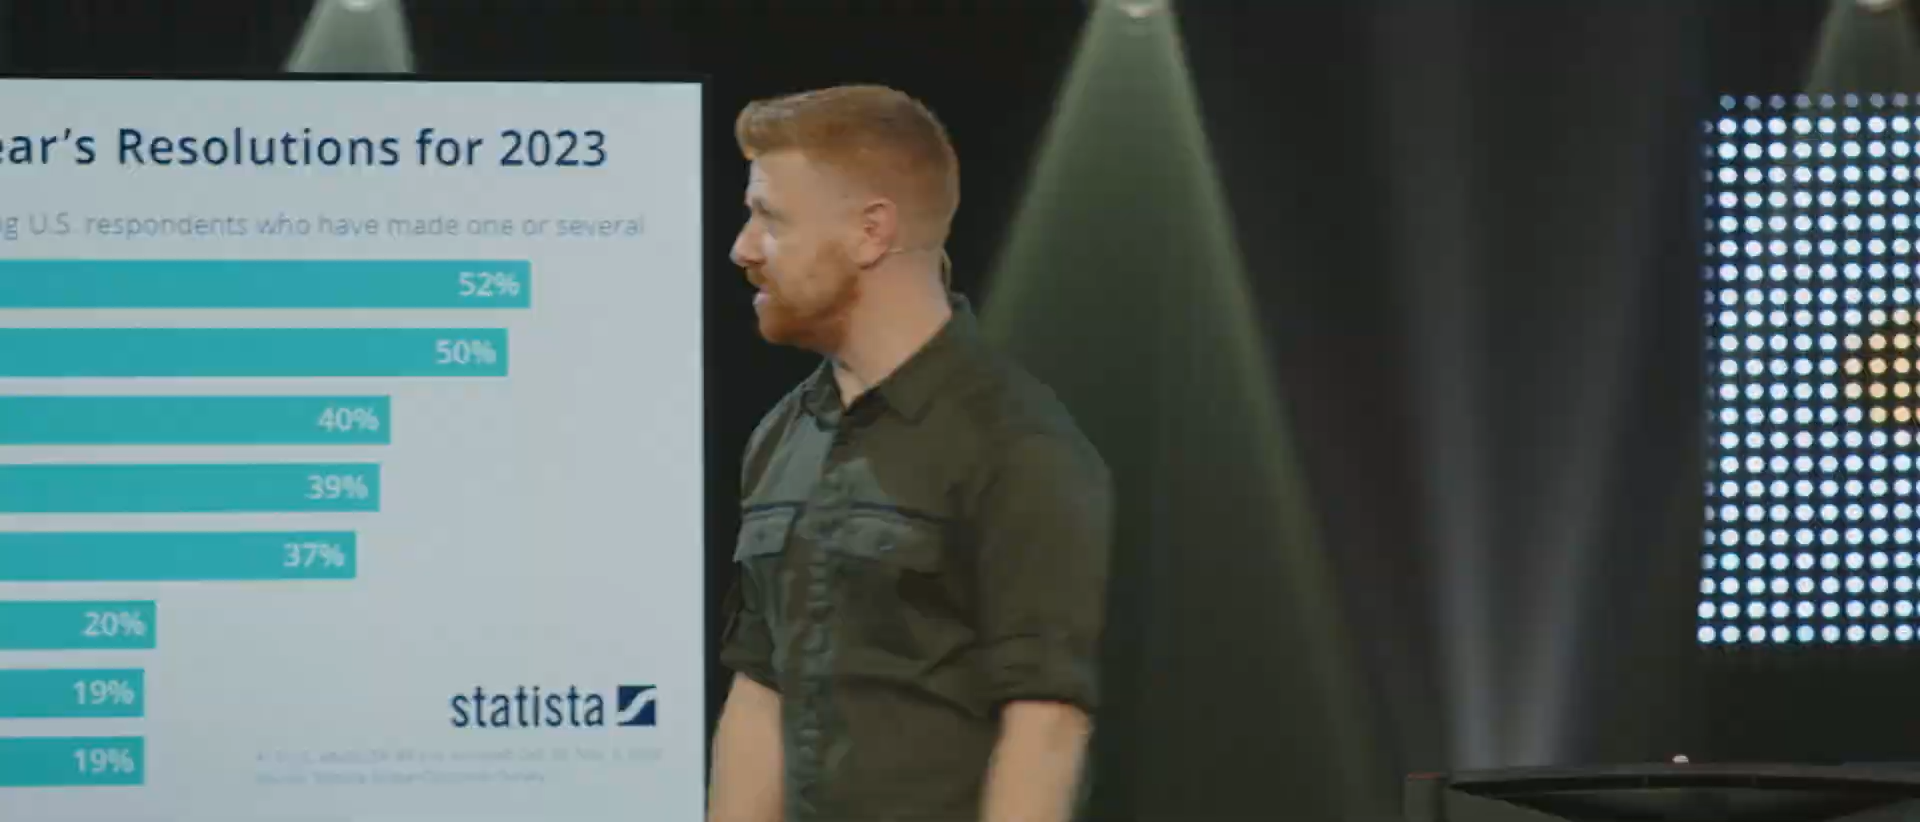 ear's Resolutions for 2023
g U.S. respondents who have made one or several
52%
50%
40%
39%
37%
20%
19%
statista
19%